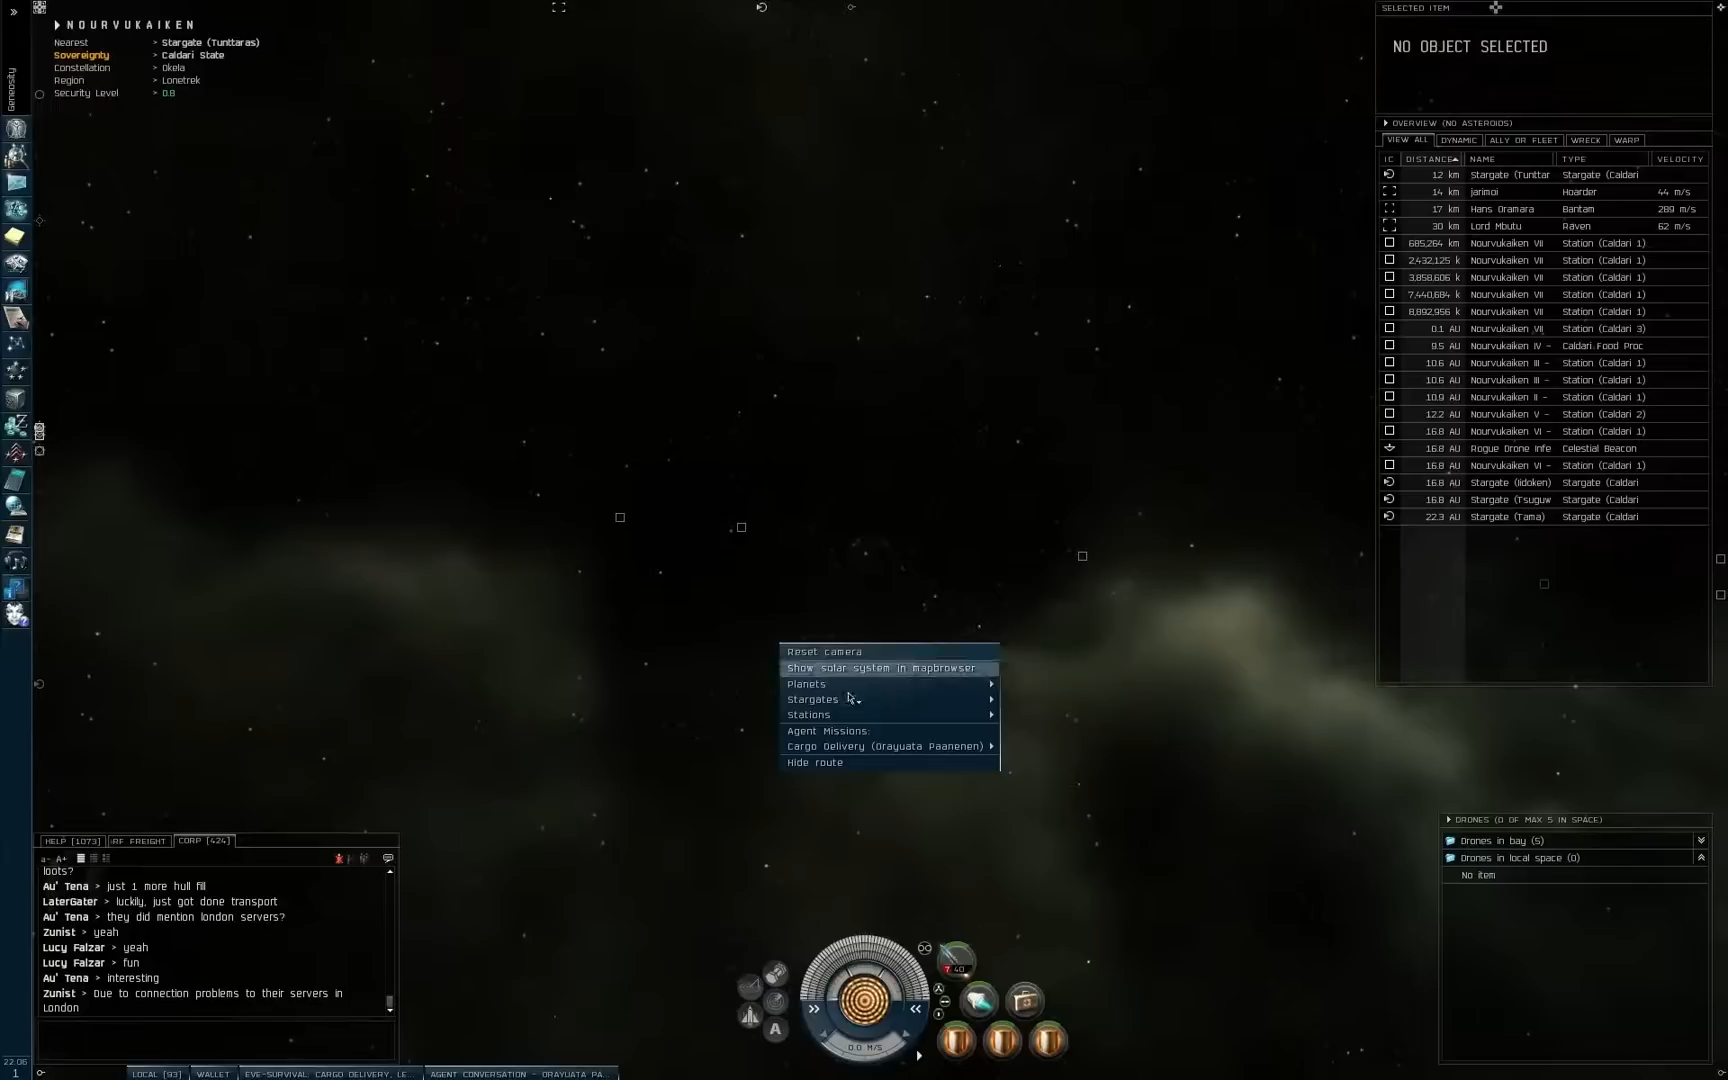 NOURVUKAIKEN
Nearest > Stargate (Tunttaras)
Sovereignty > Caldari State
Constellation > Okela
Region > Lonetrek
Security Level > 0.8
Geneosity
SELECTED ITEM
NO OBJECT SELECTED
OVERVIEW (NO ASTEROIDS)
VIEW ALL DYNAMIC ALLY OR FLEET WRECK WARP
IC DISTANCE NAME TYPE VELOCITY
12 km Stargate (Tunttar Stargate (Caldari
14 km jarimoi Hoarder 44 m/s
17 km Hans Oramara Bantam 289 m/s
30 km Lord Mbutu Raven 62 m/s
685,264 km Nourvukaiken VII Station (Caldari 1)
2,432,125 k Nourvukaiken VII Station (Caldari 1)
3,858,606 k Nourvukaiken VII Station (Caldari 1)
7,440,684 k Nourvukaiken VII Station (Caldari 1)
8,892,956 k Nourvukaiken VII Station (Caldari 1)
0.1 AU Nourvukaiken VII Station (Caldari 3)
9.5 AU Nourvukaiken IV - Caldari Food Proc
10.6 AU Nourvukaiken III - Station (Caldari 1)
10.6 AU Nourvukaiken III - Station (Caldari 1)
10.9 AU Nourvukaiken II - Station (Caldari 1)
12.2 AU Nourvukaiken V - Station (Caldari 2)
16.8 AU Nourvukaiken VI - Station (Caldari 1)
16.8 AU Rogue Drone Infe Celestial Beacon
16.8 AU Nourvukaiken VI - Station (Caldari 1)
16.8 AU Stargate (Iidoken) Stargate (Caldari
16.8 AU Stargate (Tsuguw Stargate (Caldari
22.3 AU Stargate (Tama) Stargate (Caldari
Reset camera
Show solar system in mapbrowser
Planets
Stargates
Stations
Agent Missions:
Cargo Delivery (Orayuata Paanenen)
Hide route
DRONES (0 OF MAX 5 IN SPACE)
Drones in bay (5)
Drones in local space (0)
No item
HELP [1073] IRF FREIGHT CORP [424]
a- A+
loots?
Au' Tena > just 1 more hull fill
LaterGater > luckily, just got done transport
Au' Tena > they did mention london servers?
Zunist > yeah
Lucy Falzar > yeah
Lucy Falzar > fun
Au' Tena > interesting
Zunist > Due to connection problems to their servers in
London
7 40
A
0.0 M/S
22:06
1
LOCAL [93] WALLET EVE-SURVIVAL CARGO DELIVERY, LE... AGENT CONVERSATION - ORAYUATA PA...